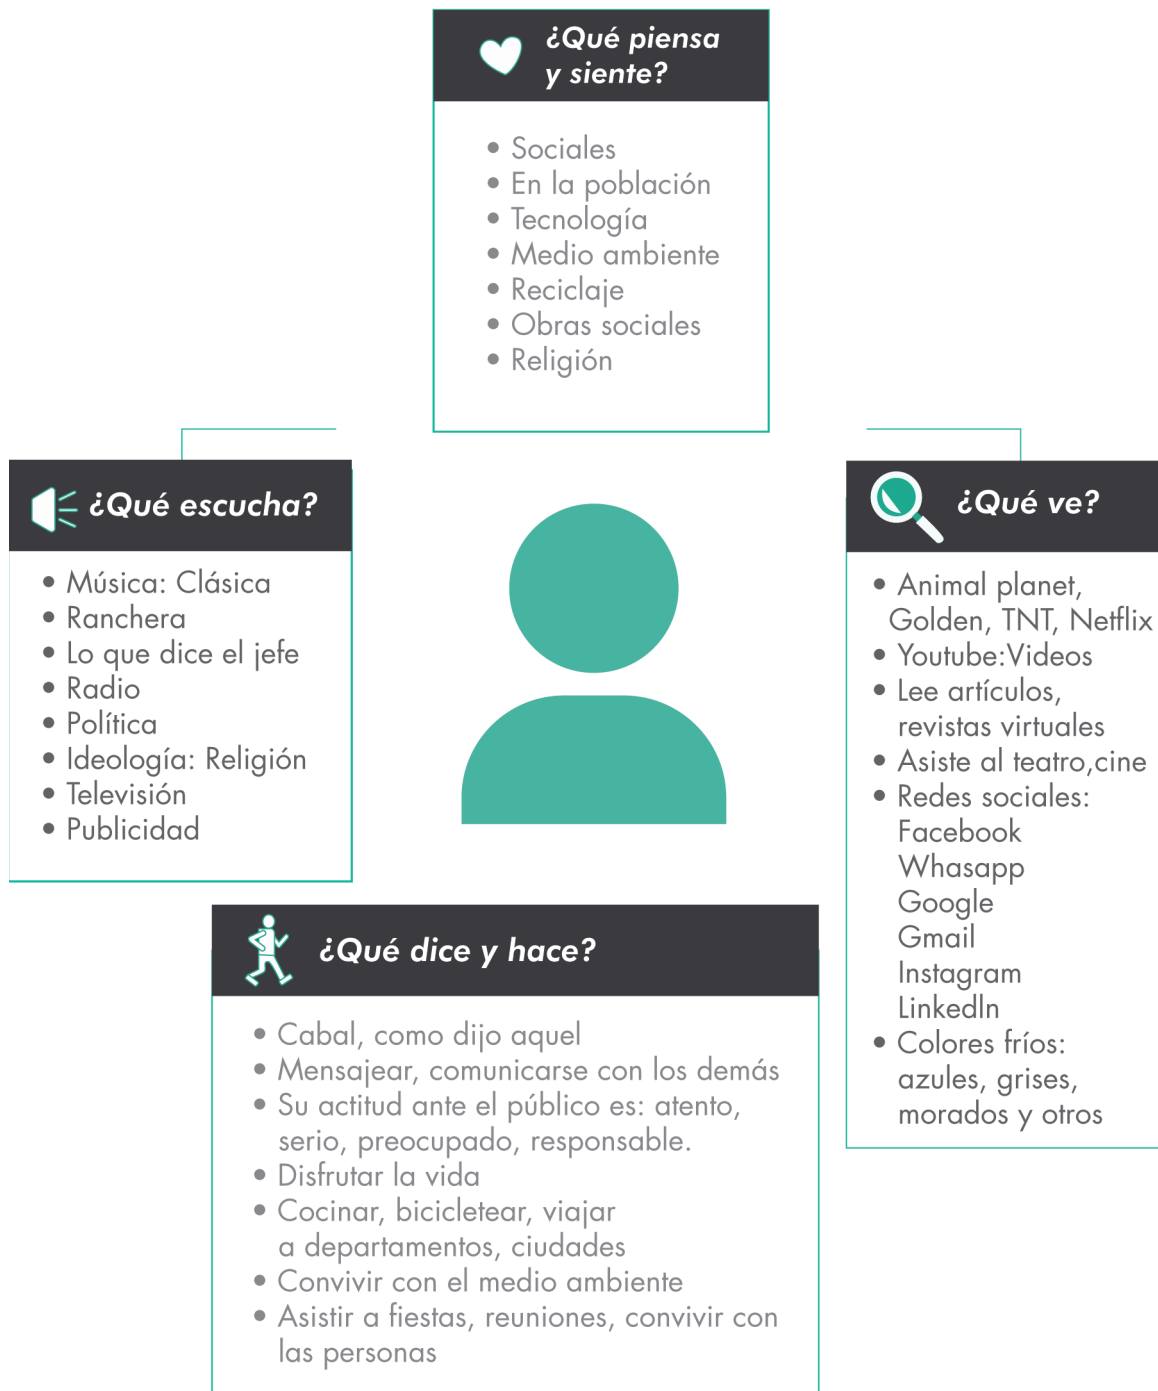 ¿Qué piensa
y siente?
• Sociales
• En la población
• Tecnología
• Medio ambiente
• Reciclaje
• Obras sociales
• Religión
¿Qué escucha?
• Música: Clásica
• Ranchera
• Lo que dice el jefe
• Radio
• Política
• Ideología: Religión
• Televisión
• Publicidad
¿Qué ve?
• Animal planet,
Golden, TNT, Netflix
• Youtube:Videos
• Lee artículos,
revistas virtuales
• Asiste al teatro,cine
• Redes sociales:
Facebook
Whasapp
Google
Gmail
Instagram
LinkedIn
• Colores fríos:
azules, grises,
morados y otros
¿Qué dice y hace?
• Cabal, como dijo aquel
• Mensajear, comunicarse con los demás
• Su actitud ante el público es: atento,
serio, preocupado, responsable.
• Disfrutar la vida
• Cocinar, bicicletear, viajar
a departamentos, ciudades
• Convivir con el medio ambiente
• Asistir a fiestas, reuniones, convivir con
las personas